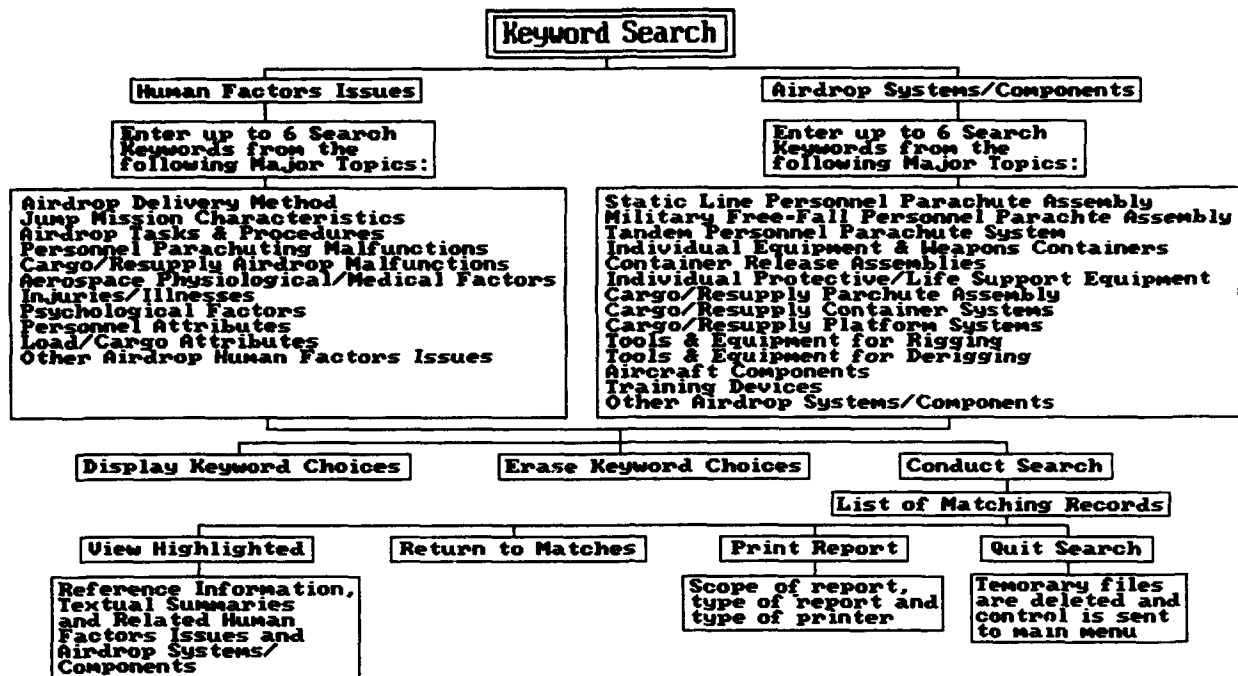 Keyword Search
Human Factors Issues
Airdrop Systems/Components
Enter up to 6 Search
Keywords from the
following Major Topics:
Enter up to 6 Search
Keywords from the
following Major Topics:
Airdrop Delivery Method
Jump Mission Characteristics
Airdrop Tasks & Procedures
Personnel Parachuting Malfunctions
Cargo/Resupply Airdrop Malfunctions
Aerospace Physiological/Medical Factors
Injuries/Illnesses
Psychological Factors
Personnel Attributes
Load/Cargo Attributes
Other Airdrop Human Factors Issues
Static Line Personnel Parachute Assembly
Military Free-Fall Personnel Parachte Assembly
Tandem Personnel Parachute System
Individual Equipment & Weapons Containers
Container Release Assemblies
Individual Protective/Life Support Equipment
Cargo/Resupply Parchute Assembly
Cargo/Resupply Container Systems
Cargo/Resupply Platform Systems
Tools & Equipment for Rigging
Tools & Equipment for Derigging
Aircraft Components
Training Devices
Other Airdrop Systems/Components
Display Keyword Choices
Erase Keyword Choices
Conduct Search
List of Matching Records
View Highlighted
Return to Matches
Print Report
Quit Search
Reference Information,
Textual Summaries
and Related Human
Factors Issues and
Airdrop Systems/
Components
Scope of report,
type of report and
type of printer
Temorary files
are deleted and
control is sent
to main menu